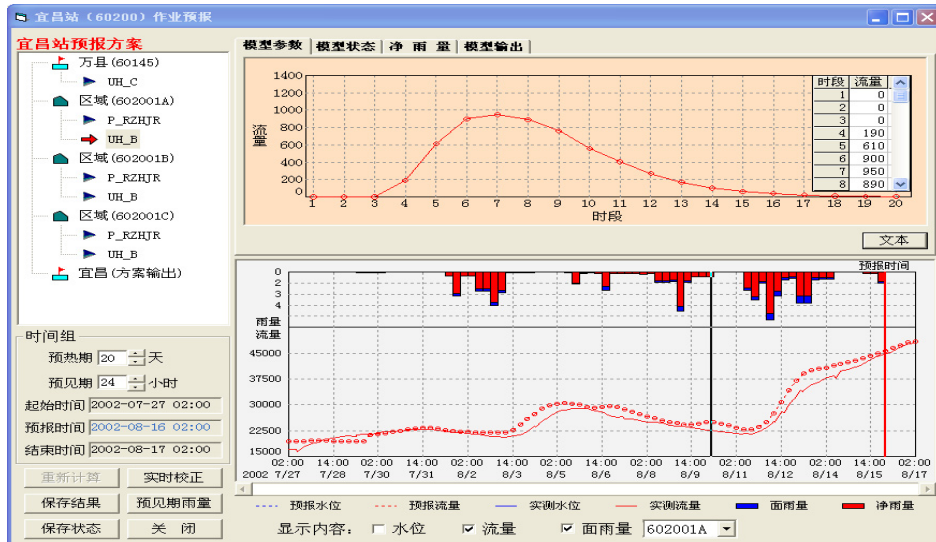 宜昌站（60200）作业预报
宜昌站预报方案
万县(60145)
UH_C
区域(602001A)
P_RZHJR
UH_B
区域(602001B)
P_RZHJR
UH_B
区域(602001C)
P_RZHJR
UH_B
宜昌(方案输出)
时间组
预热期 20 天
预见期 24 小时
起始时间 2002-07-27 02:00
预报时间 2002-08-16 02:00
结束时间 2002-08-17 02:00
重新计算 实时校正
保存结果 预见期雨量
保存状态 关 闭
模型参数 模型状态 净 雨 量 模型输出
1400
1200
1000
800
600
400
200
0
流量
1 2 3 4 5 6 7 8 9 10 11 12 13 14 15 16 17 18 19 20
时段
时段 流量
1 0
2 0
3 0
4 190
5 610
6 900
7 950
8 890
文本
预报时间
0
2
3
4
雨量
流量
45000
37500
30000
22500
15000
02:00 14:00 02:00 14:00 02:00 14:00 02:00 14:00 02:00 14:00 02:00 14:00 02:00 14:00 02:00
2002 7/27 7/28 7/30 7/31 8/2 8/3 8/5 8/6 8/8 8/9 8/11 8/12 8/14 8/15 8/17
预报水位 预报流量 实测水位 实测流量 面雨量 净雨量
显示内容： 水位 流量 面雨量 602001A